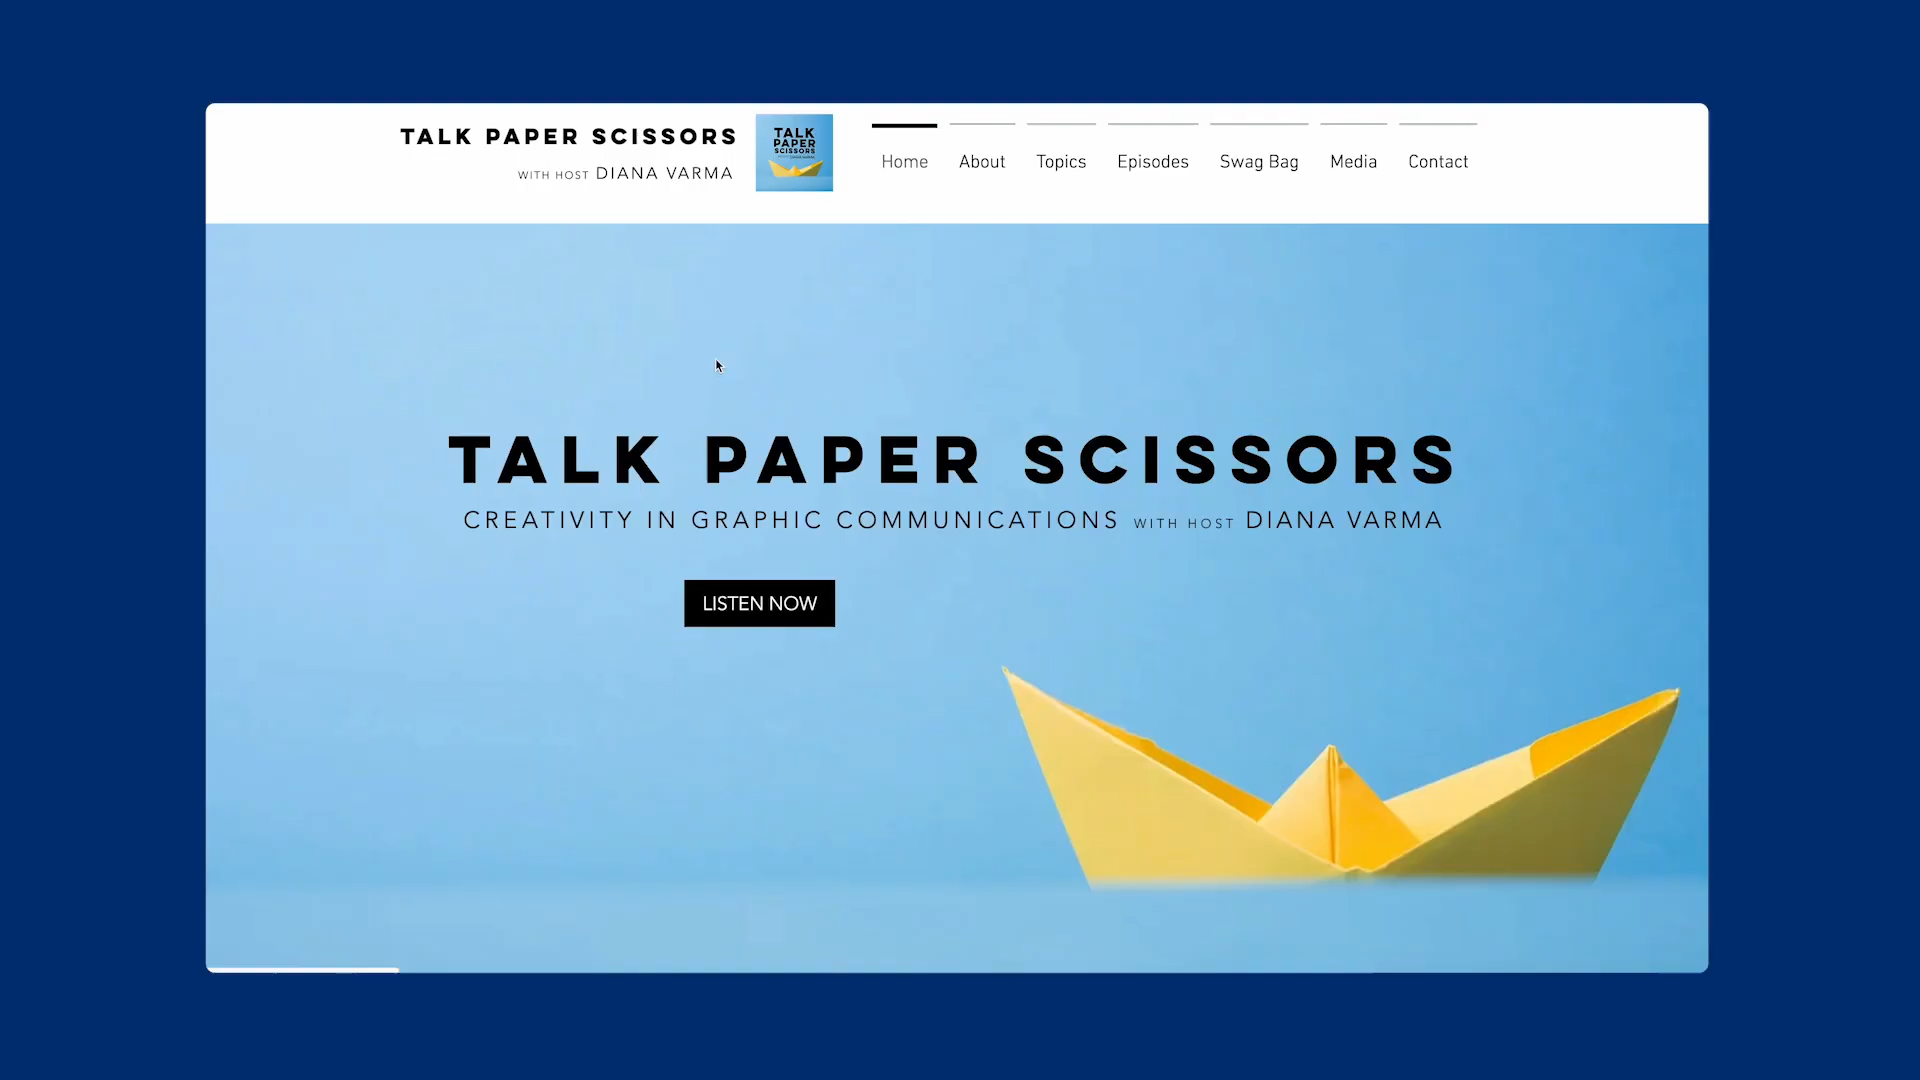 TALK PAPER SCISSORS
WITH HOST DIANA VARMA
TALK
PAPER
SCISSORS
Home
About
Topics
Episodes
Swag Bag
Media
Contact
TALK PAPER SCISSORS
CREATIVITY IN GRAPHIC COMMUNICATIONS WITH HOST DIANA VARMA
LISTEN NOW